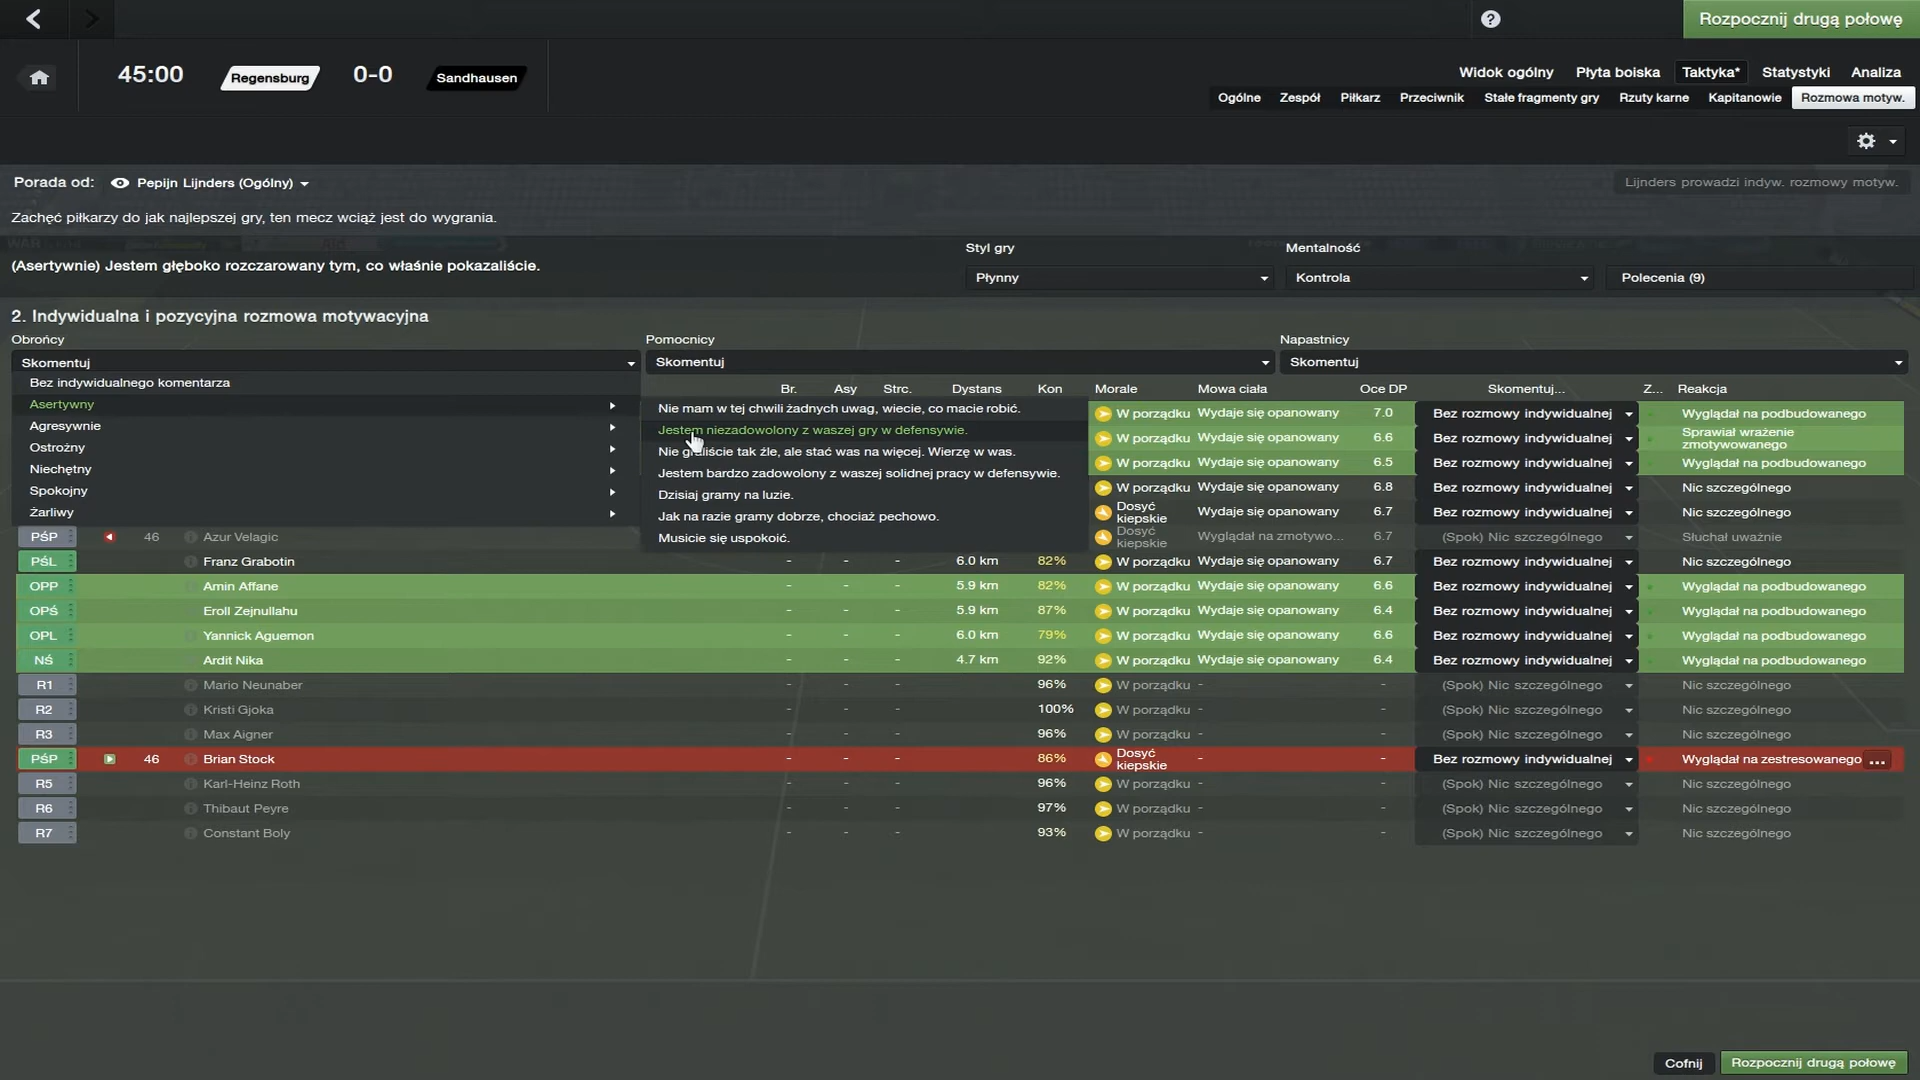 Rozpocznij drugą połowę
45:00 Regensburg 0-0 Sandhausen
Widok ogólny Płyta boiska Taktyka* Statystyki Analiza
Ogólne Zespół Piłkarz Przeciwnik Stałe fragmenty gry Rzuty karne Kapitanowie Rozmowa motyw.
Porada od: Pepijn Lijnders (Ogólny) Lijnders prowadzi indyw. rozmowy motyw.
Zachęć piłkarzy do jak najlepszej gry, ten mecz wciąż jest do wygrania.
Styl gry Mentalność
(Asertywnie) Jestem głęboko rozczarowany tym, co właśnie pokazaliście.
Płynny Kontrola Polecenia (9)
2. Indywidualna i pozycyjna rozmowa motywacyjna
Obrońcy Pomocnicy Napastnicy
Skomentuj Skomentuj Skomentuj
Bez indywidualnego komentarza
Asertywny
Agresywnie
Ostrożny
Niechętny
Spokojny
Żarliwy
Br. Asy Strc. Dystans Kon Morale Mowa ciała Oce DP Skomentuj... Z... Reakcja
Nie mam w tej chwili żadnych uwag, wiecie, co macie robić.
Jestem niezadowolony z waszej gry w defensywie.
Nie graliście tak źle, ale stać was na więcej. Wierzę w was.
Jestem bardzo zadowolony z waszej solidnej pracy w defensywie.
Dzisiaj gramy na luzie.
Jak na razie gramy dobrze, chociaż pechowo.
Musicie się uspokoić.
W porządku Wydaje się opanowany 7.0 Bez rozmowy indywidualnej Wyglądał na podbudowanego
W porządku Wydaje się opanowany 6.6 Bez rozmowy indywidualnej Sprawiał wrażenie zmotywowanego
W porządku Wydaje się opanowany 6.5 Bez rozmowy indywidualnej Wyglądał na podbudowanego
W porządku Wydaje się opanowany 6.8 Bez rozmowy indywidualnej Nic szczególnego
Dosyć kiepskie Wydaje się opanowany 6.7 Bez rozmowy indywidualnej Nic szczególnego
PŚP 46 Azur Velagic Dosyć kiepskie Wyglądał na zmotywo... 6.7 (Spok) Nic szczególnego Słuchał uważnie
PŚL Franz Grabotin - - - 6.0 km 82% W porządku Wydaje się opanowany 6.7 Bez rozmowy indywidualnej Nic szczególnego
OPP Amin Affane - - - 5.9 km 82% W porządku Wydaje się opanowany 6.6 Bez rozmowy indywidualnej Wyglądał na podbudowanego
OPŚ Eroll Zejnullahu - - - 5.9 km 87% W porządku Wydaje się opanowany 6.4 Bez rozmowy indywidualnej Wyglądał na podbudowanego
OPL Yannick Aguemon - - - 6.0 km 79% W porządku Wydaje się opanowany 6.6 Bez rozmowy indywidualnej Wyglądał na podbudowanego
NŚ Ardit Nika - - - 4.7 km 92% W porządku Wydaje się opanowany 6.4 Bez rozmowy indywidualnej Wyglądał na podbudowanego
R1 Mario Neunaber - - - 96% W porządku - - (Spok) Nic szczególnego Nic szczególnego
R2 Kristi Gjoka - - - 100% W porządku - - (Spok) Nic szczególnego Nic szczególnego
R3 Max Aigner - - - 96% W porządku - - (Spok) Nic szczególnego Nic szczególnego
PŚP 46 Brian Stock - - - 86% Dosyć kiepskie - - Bez rozmowy indywidualnej Wyglądał na zestresowanego ...
R5 Karl-Heinz Roth - - - 96% W porządku - - (Spok) Nic szczególnego Nic szczególnego
R6 Thibaut Peyre - - - 97% W porządku - - (Spok) Nic szczególnego Nic szczególnego
R7 Constant Boly - - - 93% W porządku - - (Spok) Nic szczególnego Nic szczególnego
Cofnij Rozpocznij drugą połowę